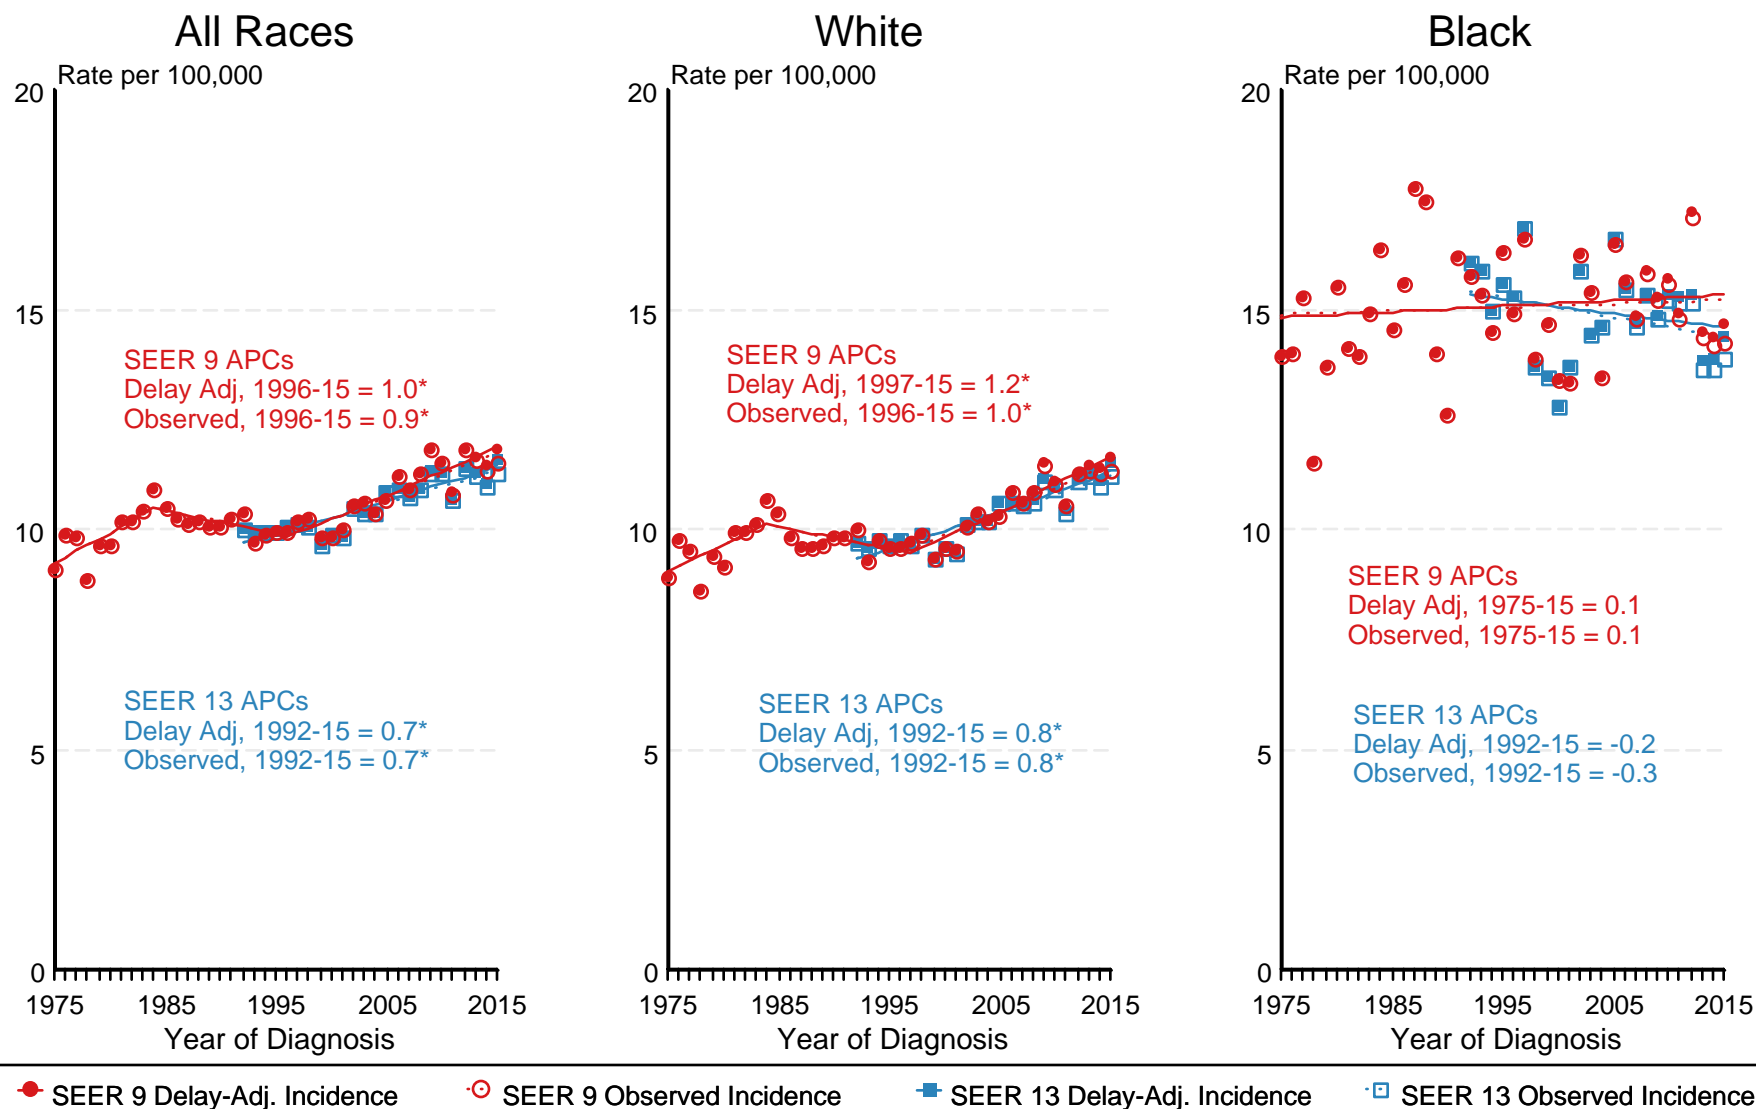 All Races
Rate per 100,000
20
15
10
5
0
SEER 9 APCs
Delay Adj, 1996-15 = 1.0*
Observed, 1996-15 = 0.9*
SEER 13 APCs
Delay Adj, 1992-15 = 0.7*
Observed, 1992-15 = 0.7*
1975 1985 1995 2005 2015
Year of Diagnosis
White
Rate per 100,000
20
15
10
5
0
SEER 9 APCs
Delay Adj, 1997-15 = 1.2*
Observed, 1996-15 = 1.0*
SEER 13 APCs
Delay Adj, 1992-15 = 0.8*
Observed, 1992-15 = 0.8*
1975 1985 1995 2005 2015
Year of Diagnosis
Black
Rate per 100,000
20
15
10
5
0
SEER 9 APCs
Delay Adj, 1975-15 = 0.1
Observed, 1975-15 = 0.1
SEER 13 APCs
Delay Adj, 1992-15 = -0.2
Observed, 1992-15 = -0.3
1975 1985 1995 2005 2015
Year of Diagnosis
SEER 9 Delay-Adj. Incidence SEER 9 Observed Incidence SEER 13 Delay-Adj. Incidence SEER 13 Observed Incidence